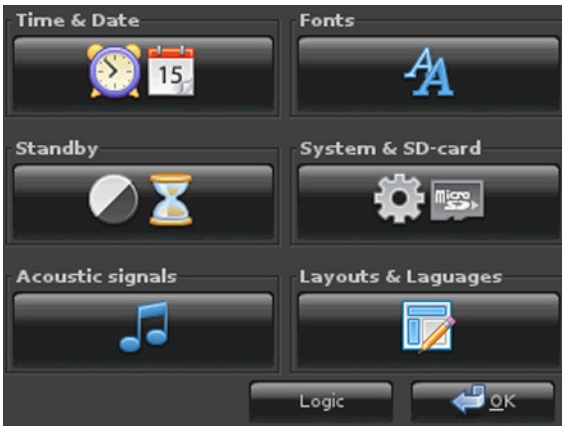 Time & Date
Fonts
15
Standby
System & SD-card
Micro
SD
Acoustic signals
Layouts & Laguages
Logic
OK